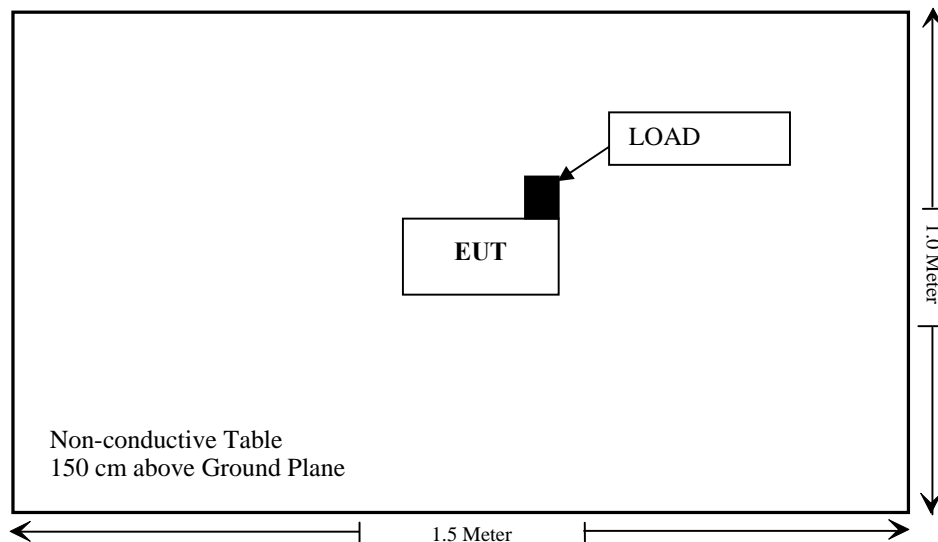 LOAD
EUT
1.0 Meter
Non-conductive Table
150 cm above Ground Plane
1.5 Meter